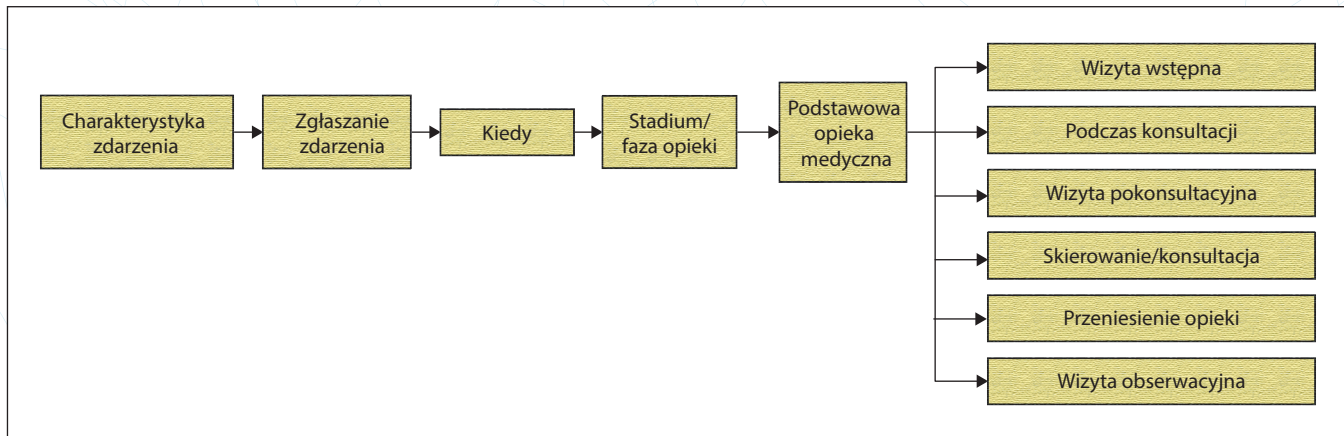 Charakterystyka
zdarzenia
Zgłaszanie
zdarzenia
Kiedy
Stadium/
faza opieki
Podstawowa
opieka
medyczna
Wizyta wstępna
Podczas konsultacji
Wizyta pokonsultacyjna
Skierowanie/konsultacja
Przeniesienie opieki
Wizyta obserwacyjna